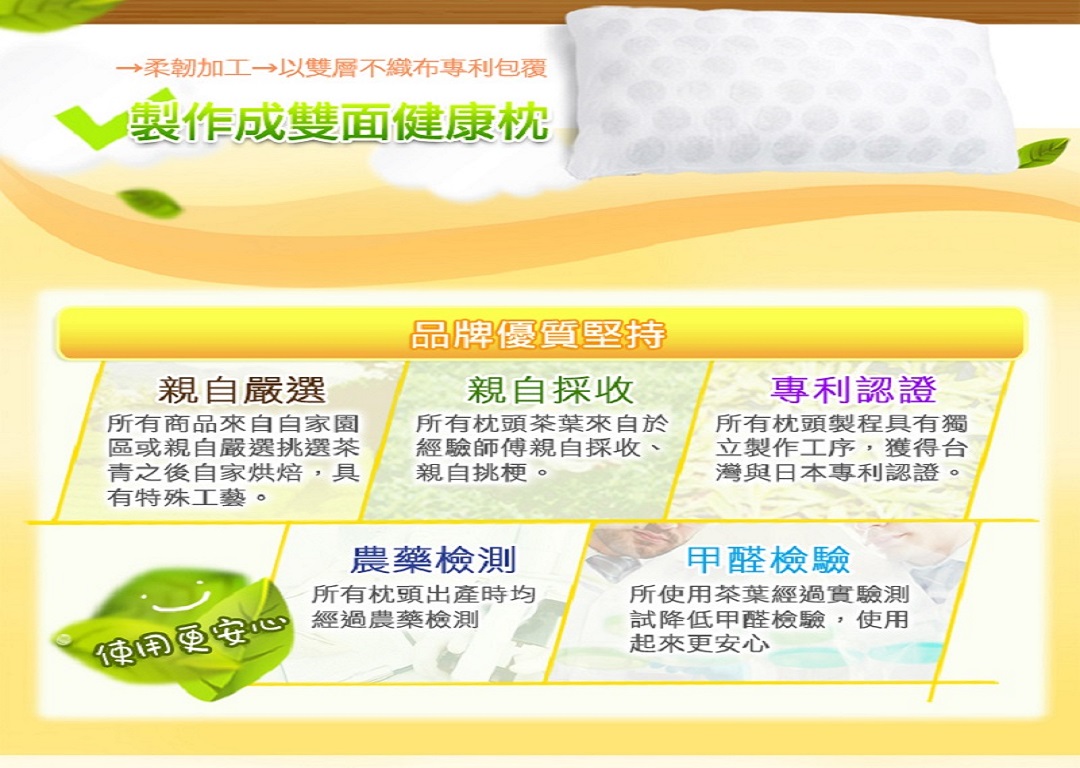 →柔韌加工→以雙層不織布專利包覆
製作成雙面健康枕
品牌優質堅持
親自嚴選
所有商品來自自家園
區或親自嚴選挑選茶
青之後自家烘焙，具
有特殊工藝。
親自採收
所有枕頭茶葉來自於
經驗師傅親自採收、
親自挑梗。
專利認證
所有枕頭製程具有獨
立製作工序，獲得台
灣與日本專利認證。
使用更安心
農藥檢測
所有枕頭出產時均
經過農藥檢測
甲醛檢驗
所使用茶葉經過實驗測
試降低甲醛檢驗，使用
起來更安心